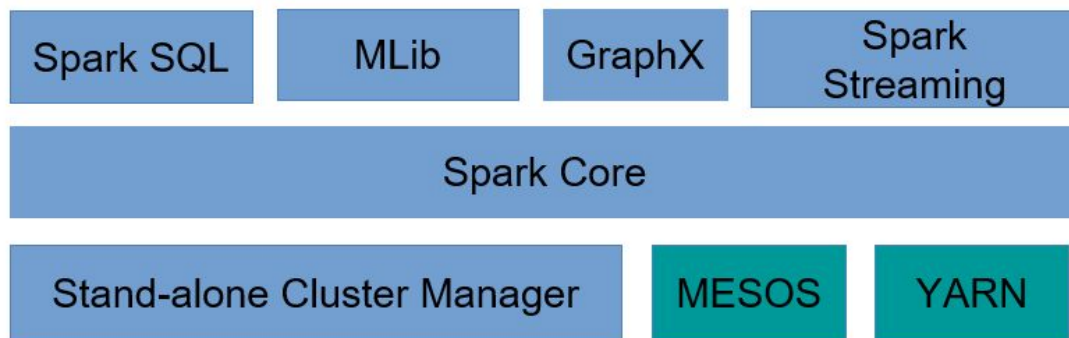 Spark SQL
MLib
GraphX
Spark
Streaming
Spark Core
Stand-alone Cluster Manager
MESOS
YARN